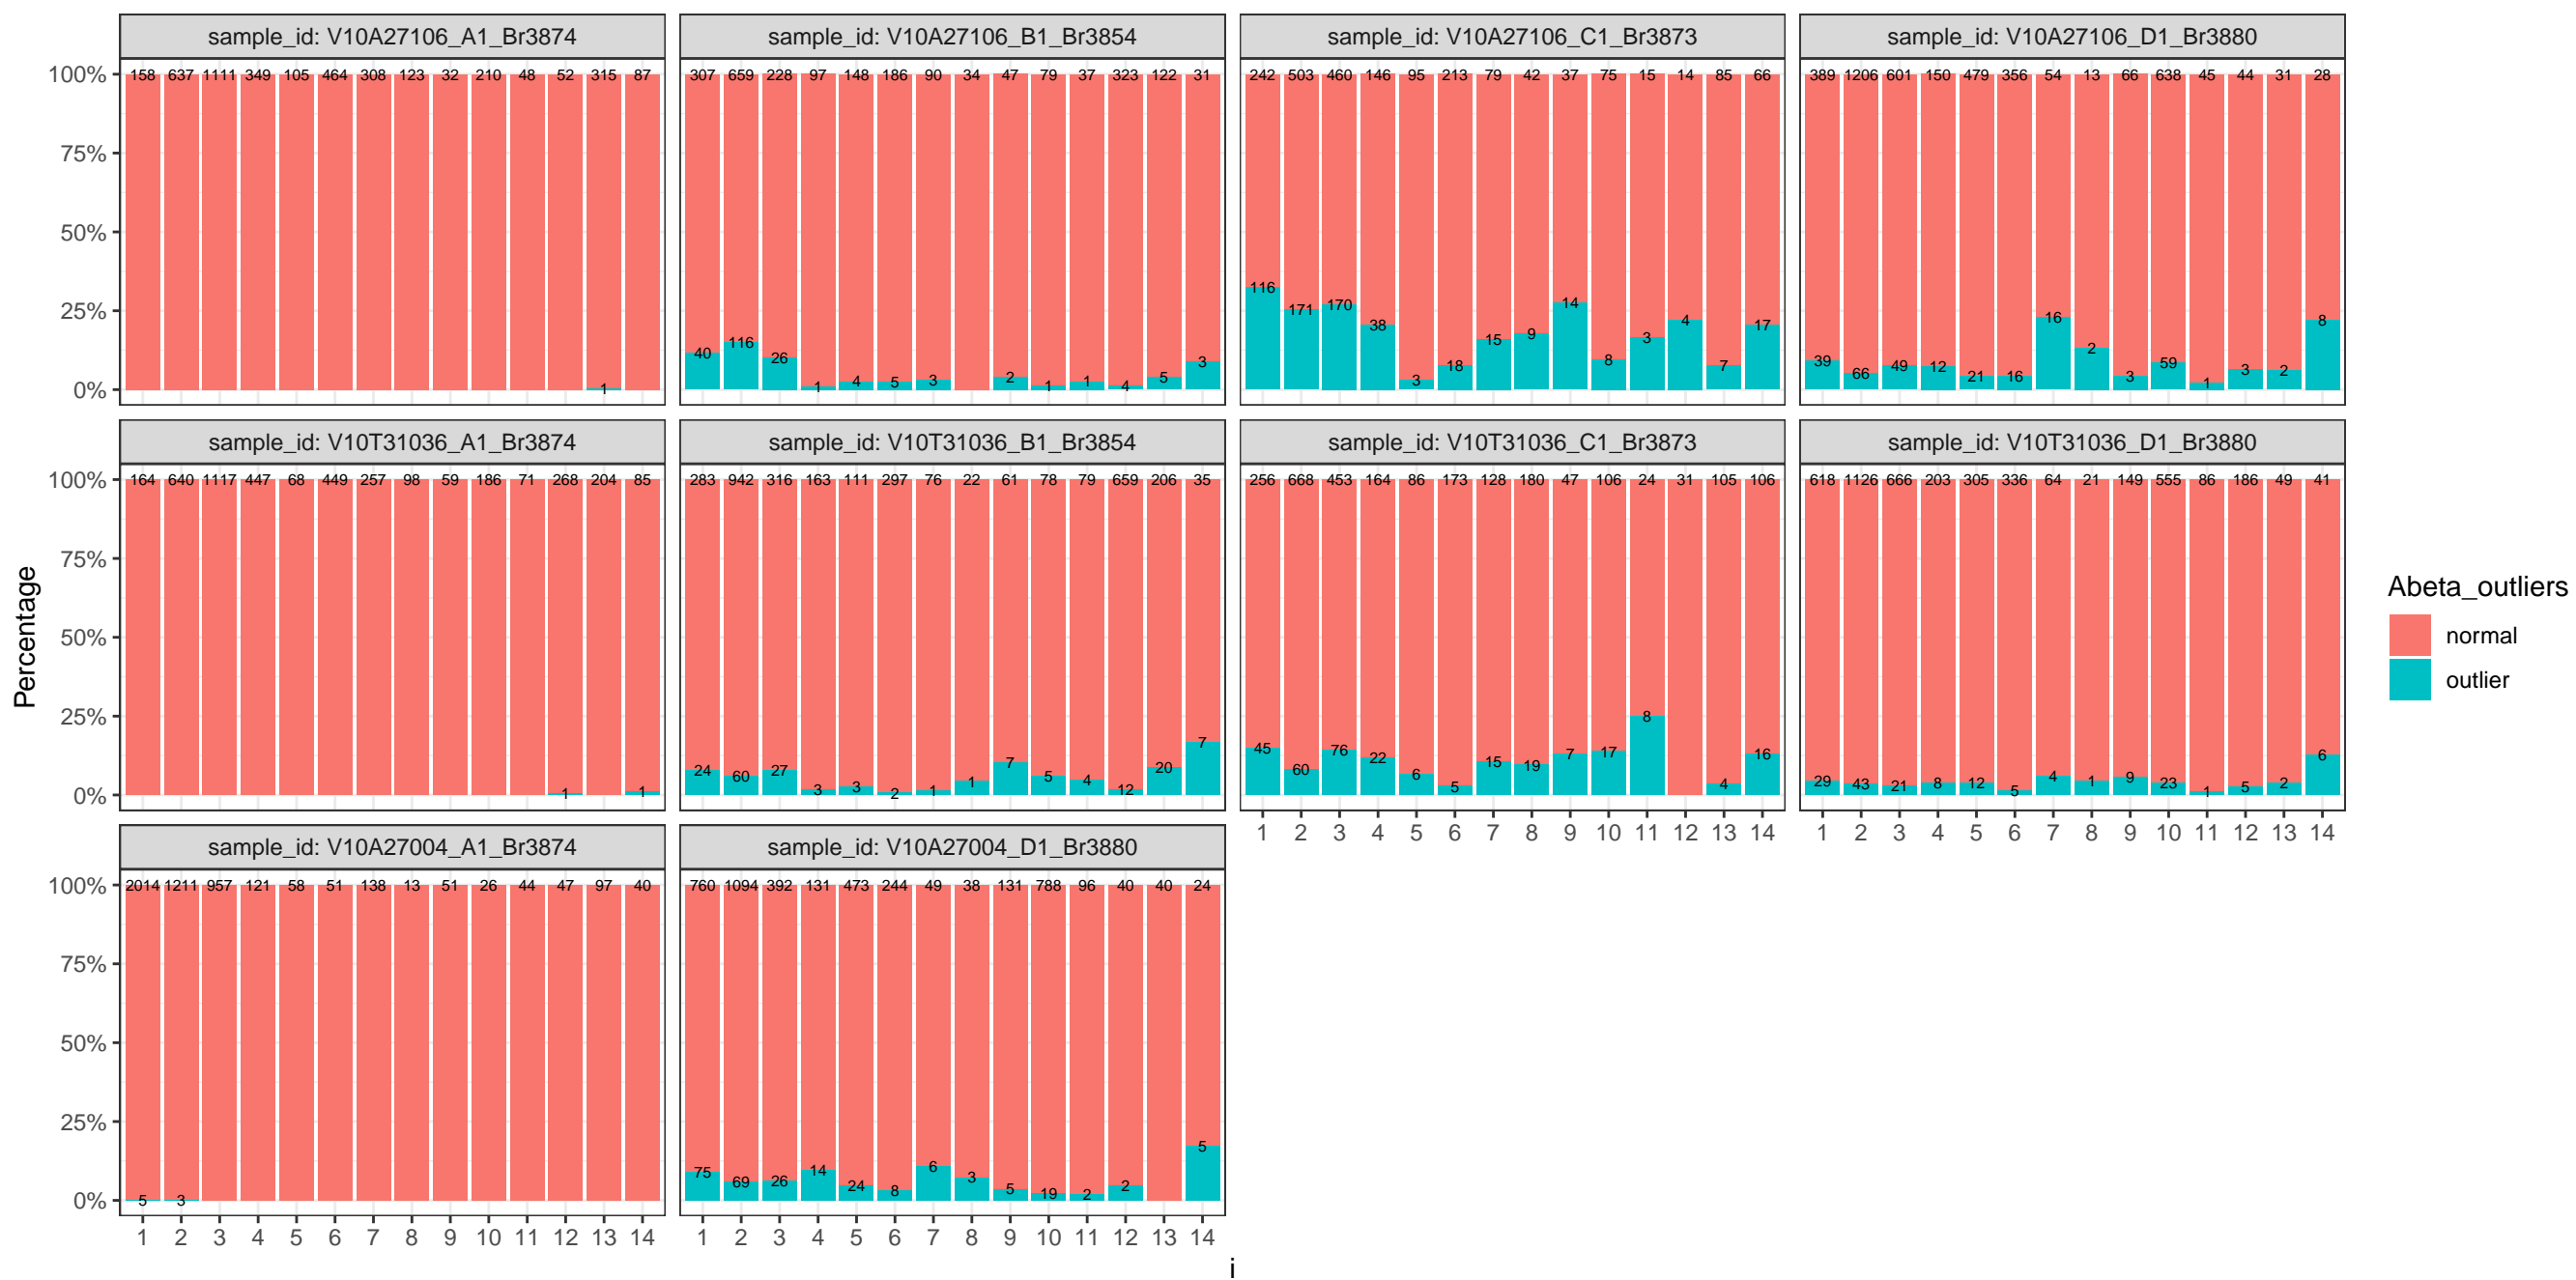 sample_id: V10A27106_A1_Br3874
sample_id: V10A27106_B1_Br3854
sample_id: V10A27106_C1_Br3873
sample_id: V10A27106_D1_Br3880
100% 158 637 1111 349 105 464 308 123 32 210 48 52 315 87
307 659 228 97 148 186 90 34 47 79 37 323 122 31
242 503 460 146 95 213 79 42 37 75 15 14 85 66
389 1206 601 150 479 356 54 13 66 638 45 44 31 28
75%
50%
25%
0%
1
40 116 26 1 4 5 3 2 1 1 4 5 3
116 171 170 38 3 18 15 9 14 8 3 4 7 17
39 66 49 12 21 16 16 2 3 59 1 3 2 8
sample_id: V10T31036_A1_Br3874
sample_id: V10T31036_B1_Br3854
sample_id: V10T31036_C1_Br3873
sample_id: V10T31036_D1_Br3880
100% 164 640 1117 447 68 449 257 98 59 186 71 268 204 85
283 942 316 163 111 297 76 22 61 78 79 659 206 35
256 668 453 164 86 173 128 180 47 106 24 31 105 106
618 1126 666 203 305 336 64 21 149 555 86 186 49 41
75%
50%
25%
0%
1 1
24 60 27 3 3 2 1 1 7 5 4 12 20 7
45 60 76 22 6 5 15 19 7 17 8 4 16
29 43 21 8 12 5 4 1 9 23 1 5 2 6
1 2 3 4 5 6 7 8 9 10 11 12 13 14
1 2 3 4 5 6 7 8 9 10 11 12 13 14
sample_id: V10A27004_A1_Br3874
sample_id: V10A27004_D1_Br3880
100% 2014 1211 957 121 58 51 138 13 51 26 44 47 97 40
760 1094 392 131 473 244 49 38 131 788 96 40 40 24
75%
50%
25%
0%
5 3
75 69 26 14 24 8 6 3 5 19 2 2 5
1 2 3 4 5 6 7 8 9 10 11 12 13 14
1 2 3 4 5 6 7 8 9 10 11 12 13 14
i
Percentage
Abeta_outliers
normal
outlier